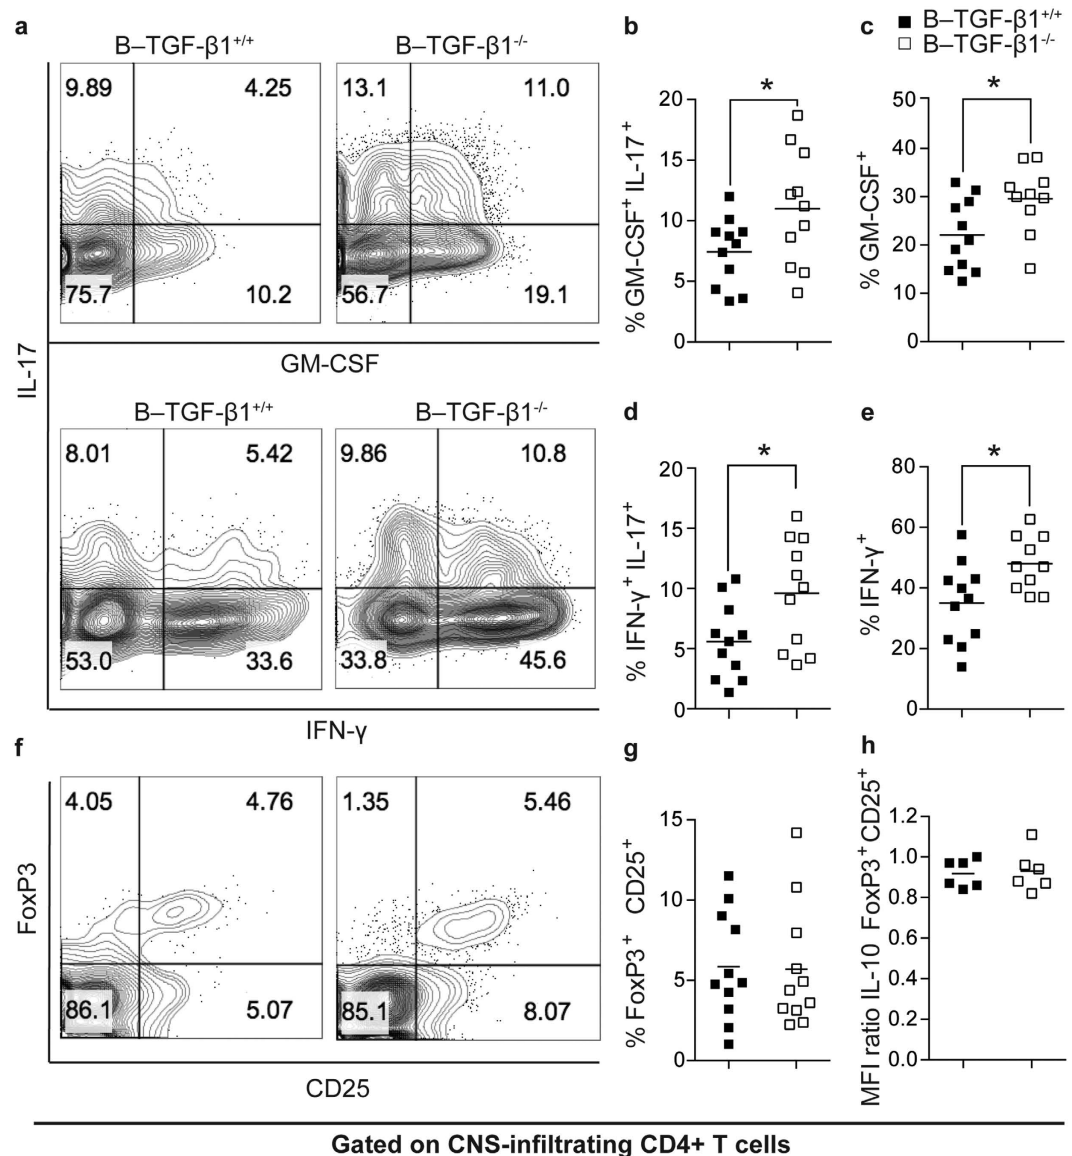 a
B–TGF-β1+/+
B–TGF-β1-/-
9.89
4.25
75.7
10.2
13.1
11.0
56.7
19.1
GM-CSF
IL-17
B–TGF-β1+/+
B–TGF-β1-/-
8.01
5.42
53.0
33.6
9.86
10.8
33.8
45.6
IFN-γ
b
% GM-CSF+ IL-17+
20
15
10
5
0
*
c
■ B–TGF-β1+/+
□ B–TGF-β1-/-
% GM-CSF+
50
40
30
20
10
0
*
d
% IFN-γ+ IL-17+
20
15
10
5
0
*
e
% IFN-γ+
80
60
40
20
0
*
f
FoxP3
4.05
4.76
86.1
5.07
1.35
5.46
85.1
8.07
CD25
g
% FoxP3+ CD25+
15
10
5
0
h
MFI ratio IL-10 FoxP3+CD25+
1.2
1.0
0.8
0.6
0.4
0.2
0.0
Gated on CNS-infiltrating CD4+ T cells